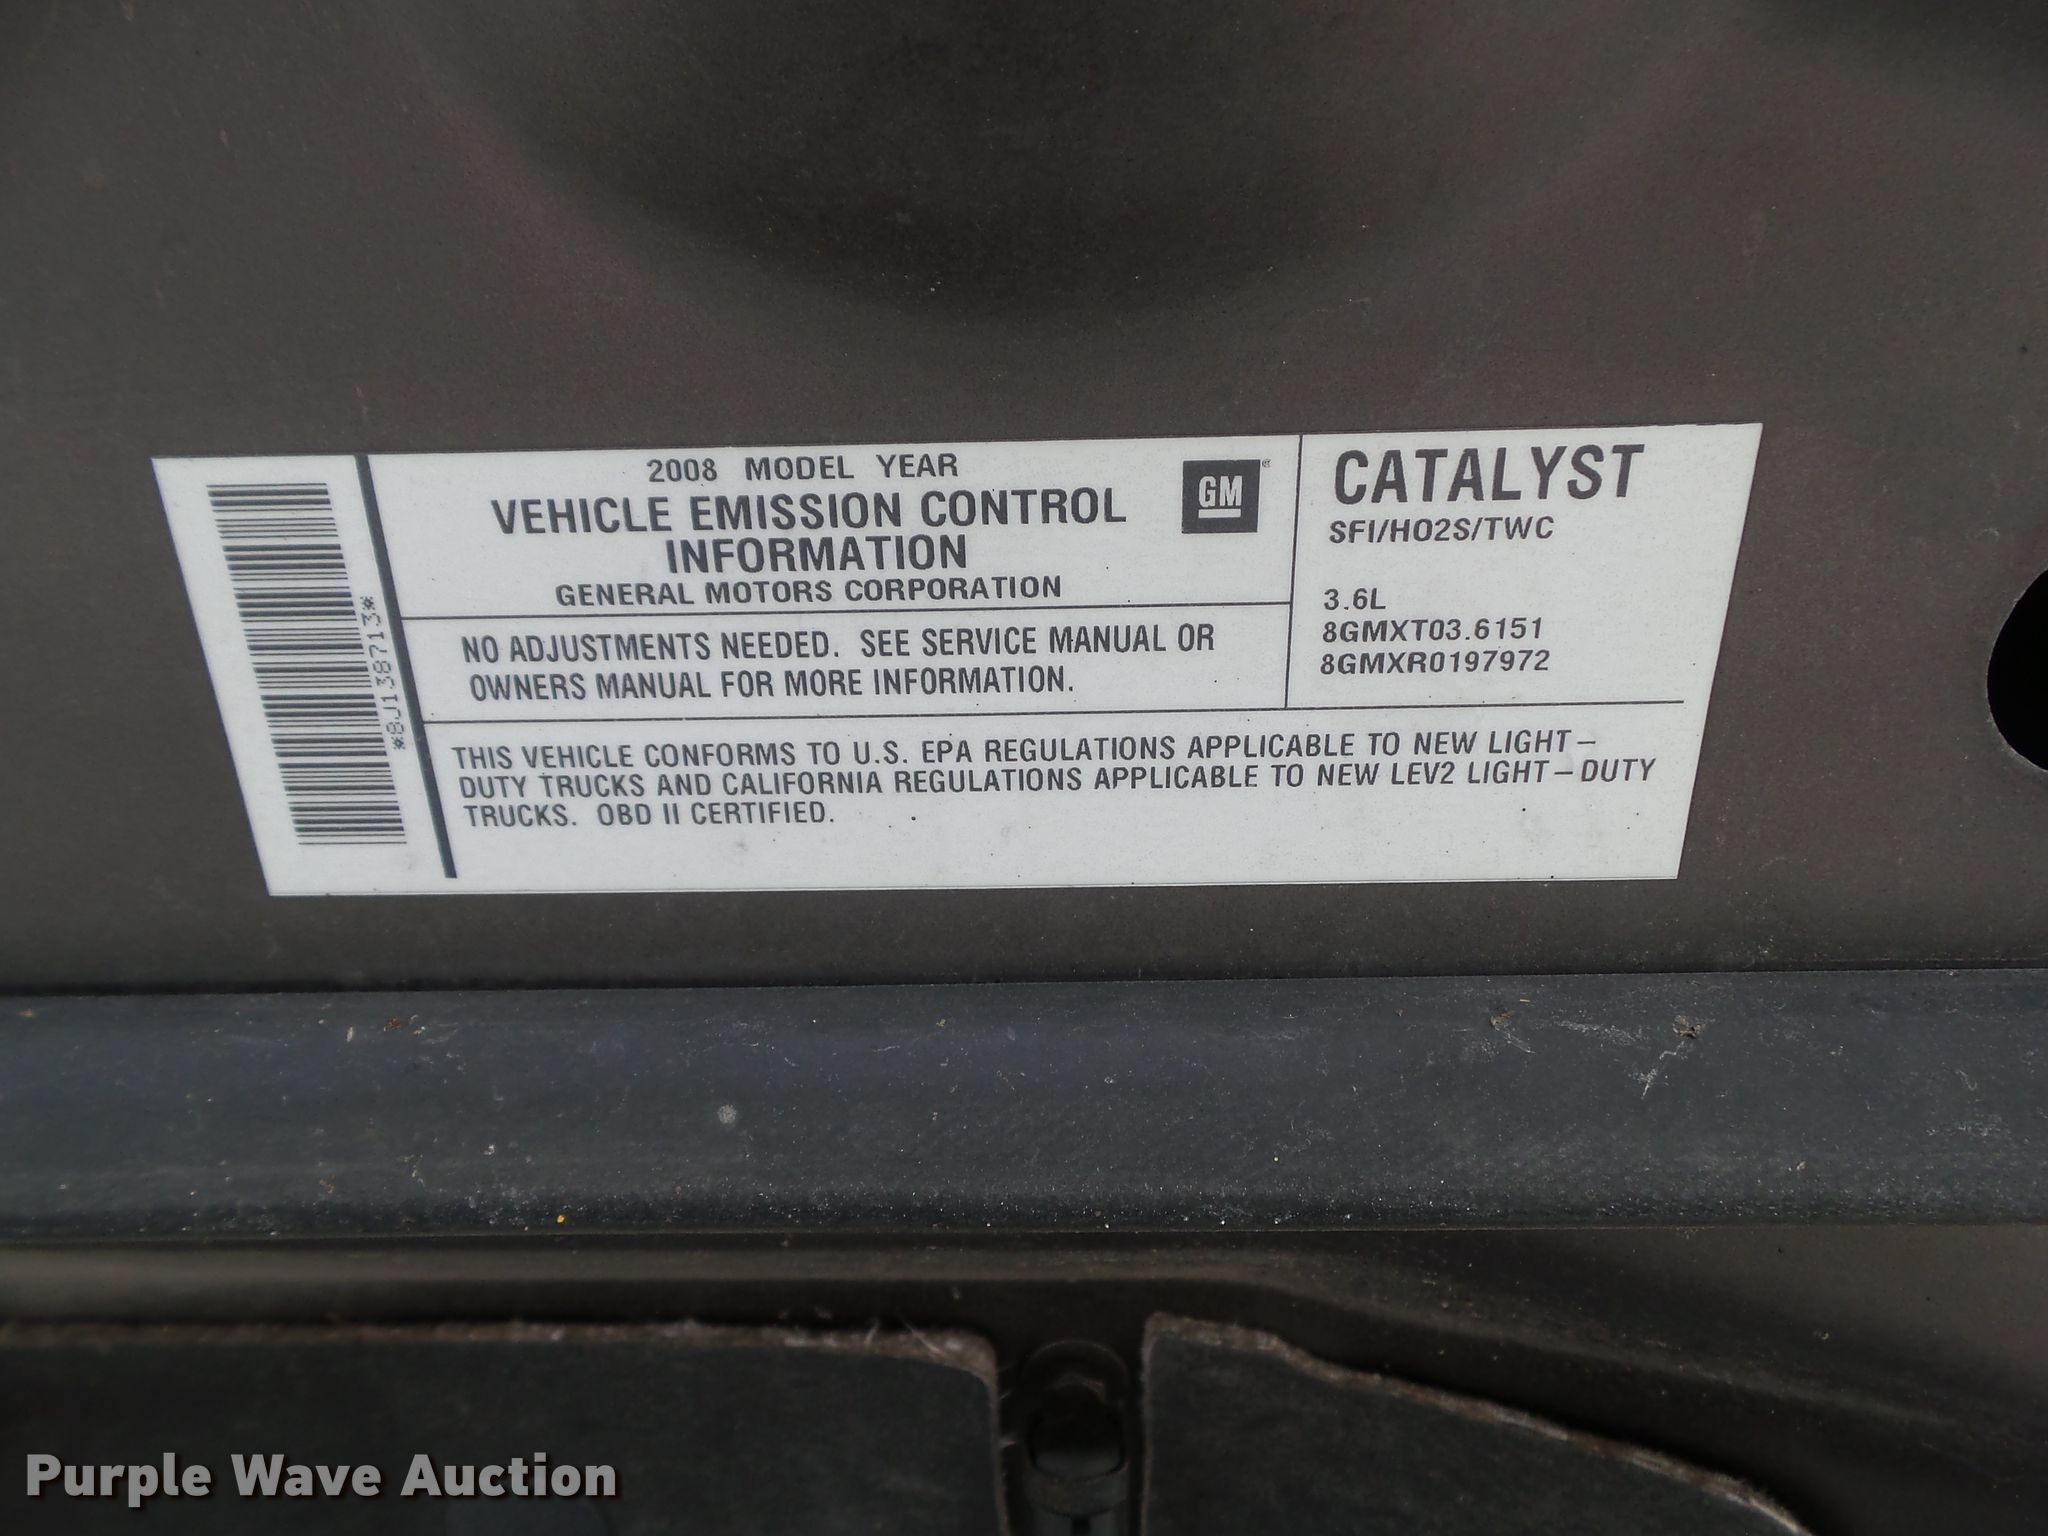 2008 MODEL YEAR
VEHICLE EMISSION CONTROL
INFORMATION
GENERAL MOTORS CORPORATION
GM
NO ADJUSTMENTS NEEDED. SEE SERVICE MANUAL OR
OWNERS MANUAL FOR MORE INFORMATION.
CATALYST
SFI/HO2S/TWC
3.6L
8GMXT03.6151
8GMXR0197972
THIS VEHICLE CONFORMS TO U.S. EPA REGULATIONS APPLICABLE TO NEW LIGHT–
DUTY TRUCKS AND CALIFORNIA REGULATIONS APPLICABLE TO NEW LEV2 LIGHT–DUTY
TRUCKS. OBD II CERTIFIED.
*8J1387713*
Purple Wave Auction